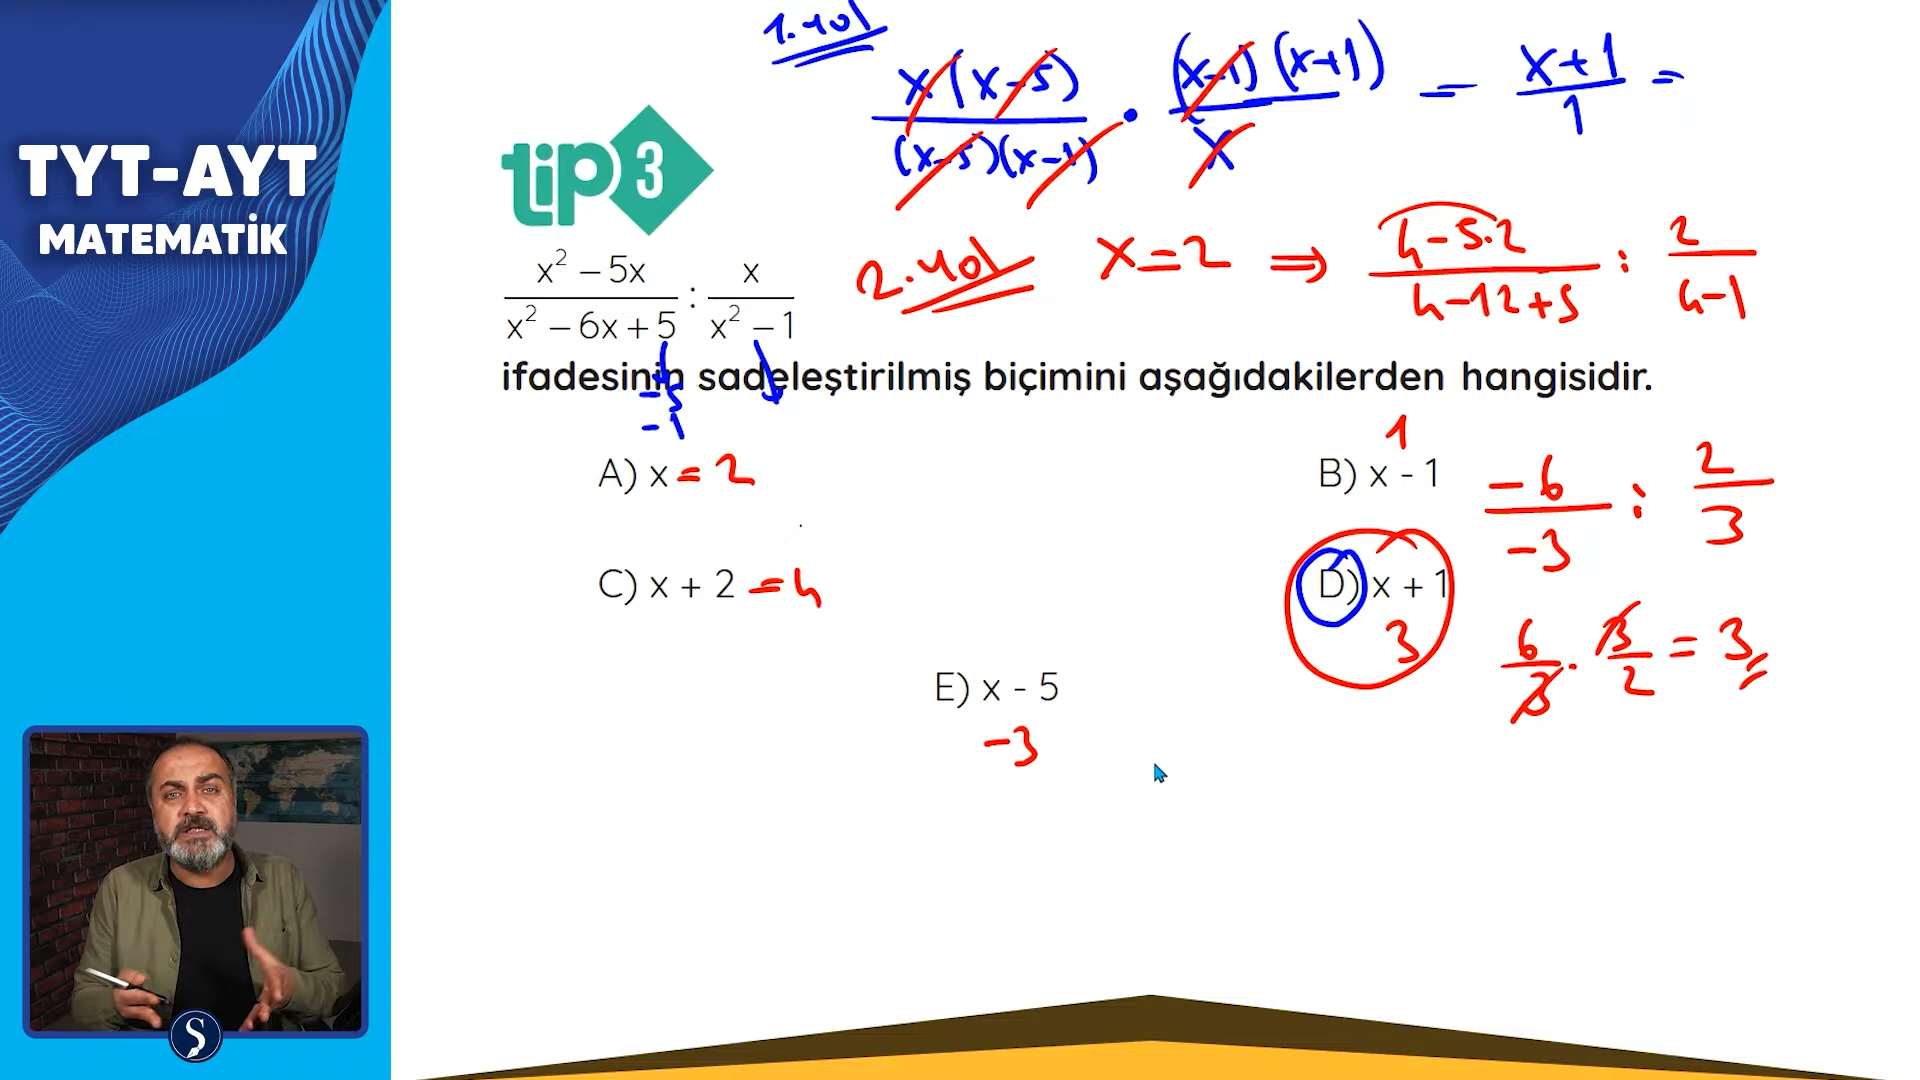 TYT-AYT
MATEMATİK
1.yol
x(x-5) / (x-5)(x-1) · (x-1)(x+1) / x = x+1 / 1 =
tip 3
2.yol x=2 ⇒ 4-5.2 / 4-12+5 : 2 / 4-1
x² – 5x / x² – 6x + 5 : x / x² – 1
ifadesinin sadeleştirilmiş biçimini aşağıdakilerden hangisidir.
-5
-1
A) x = 2
B) x - 1
1
-6 / -3 : 2 / 3
C) x + 2 = 4
D) x + 1
3
6 / 3 · 3 / 2 = 3
E) x - 5
-3
S